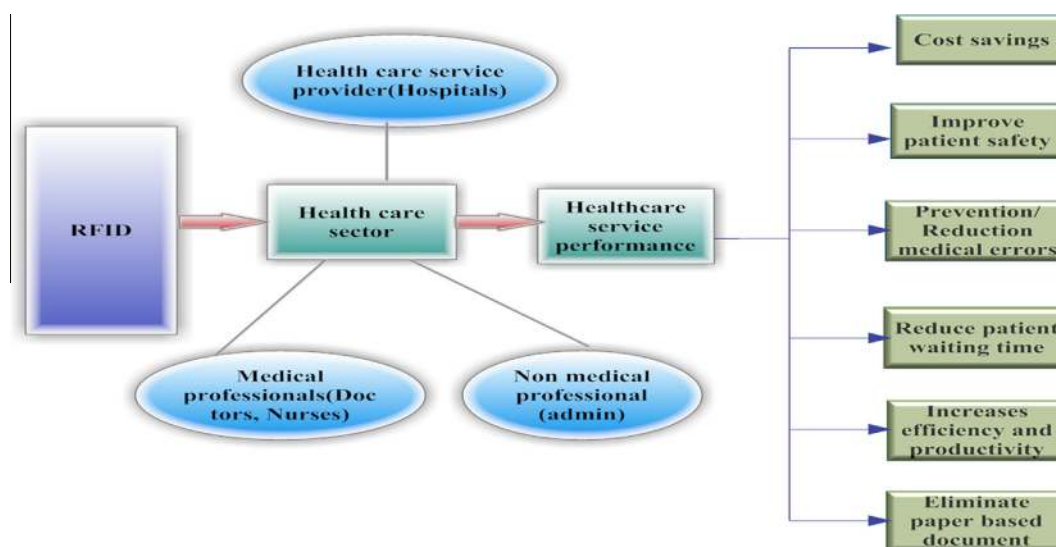 Health care service
provider(Hospitals)
RFID
Health care
sector
Healthcare
service
performance
Medical
professionals(Doc
tors, Nurses)
Non medical
professional
(admin)
Cost savings
Improve
patient safety
Prevention/
Reduction
medical errors
Reduce patient
waiting time
Increases
efficiency and
productivity
Eliminate
paper based
document